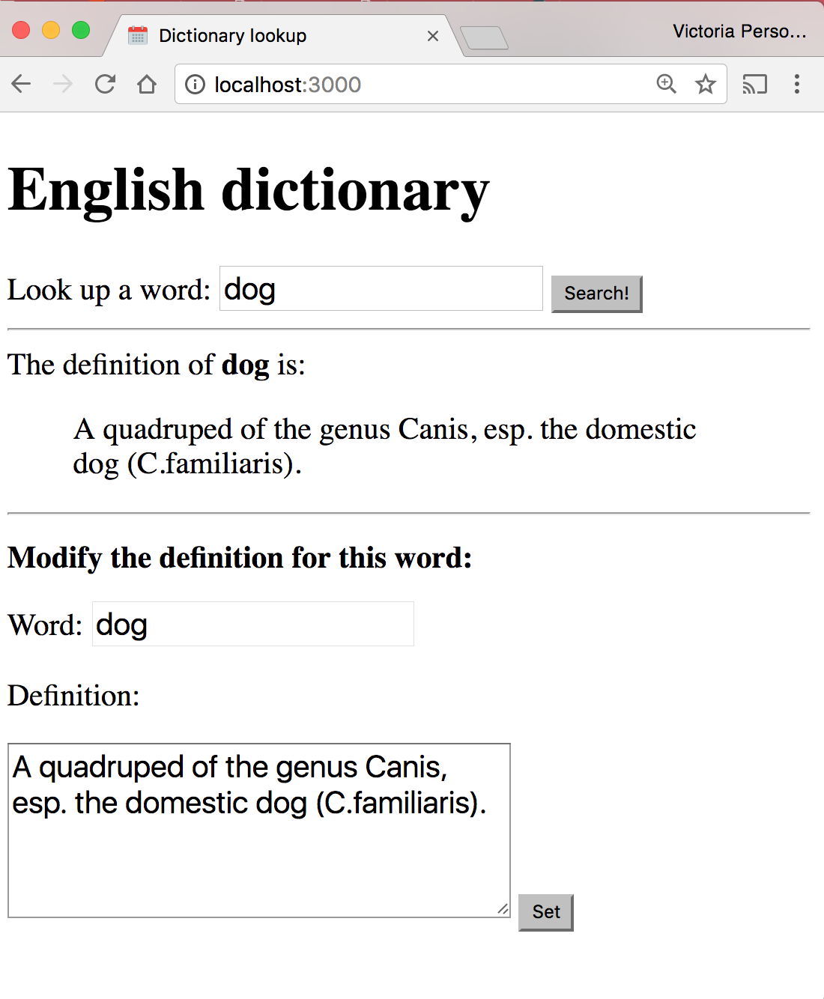 Dictionary lookup
Victoria Perso...
localhost:3000
English dictionary
Look up a word: dog Search!
The definition of dog is:
A quadruped of the genus Canis, esp. the domestic
dog (C.familiaris).
Modify the definition for this word:
Word: dog
Definition:
A quadruped of the genus Canis,
esp. the domestic dog (C.familiaris).
Set